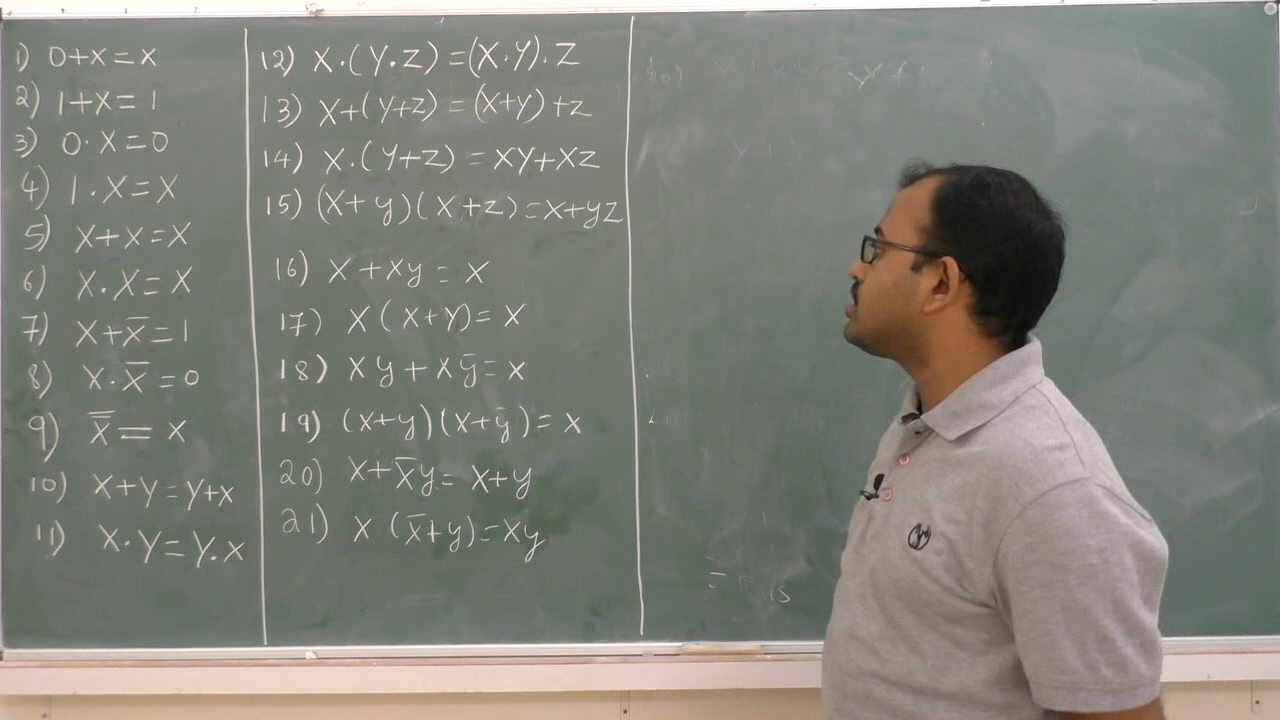 1) 0+x=x
2) 1+x=1
3) 0·x=0
4) 1·x=x
5) x+x=x
6) x·x=x
7) x+x̅=1
8) x·x̅=0
9) x̿=x
10) x+y=y+x
11) x·y=y·x
12) x·(y·z)=(x·y)·z
13) x+(y+z)=(x+y)+z
14) x·(y+z)=xy+xz
15) (x+y)(x+z)=x+yz
16) x+xy=x
17) x(x+y)=x
18) xy+xy̅=x
19) (x+y)(x+y̅)=x
20) x+x̅y=x+y
21) x·(x̅+y)=xy